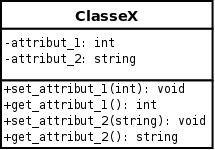 ClasseX
-attribut_1: int
-attribut_2: string
+set_attribut_1(int): void
+get_attribut_1(): int
+set_attribut_2(string): void
+get_attribut_2(): string